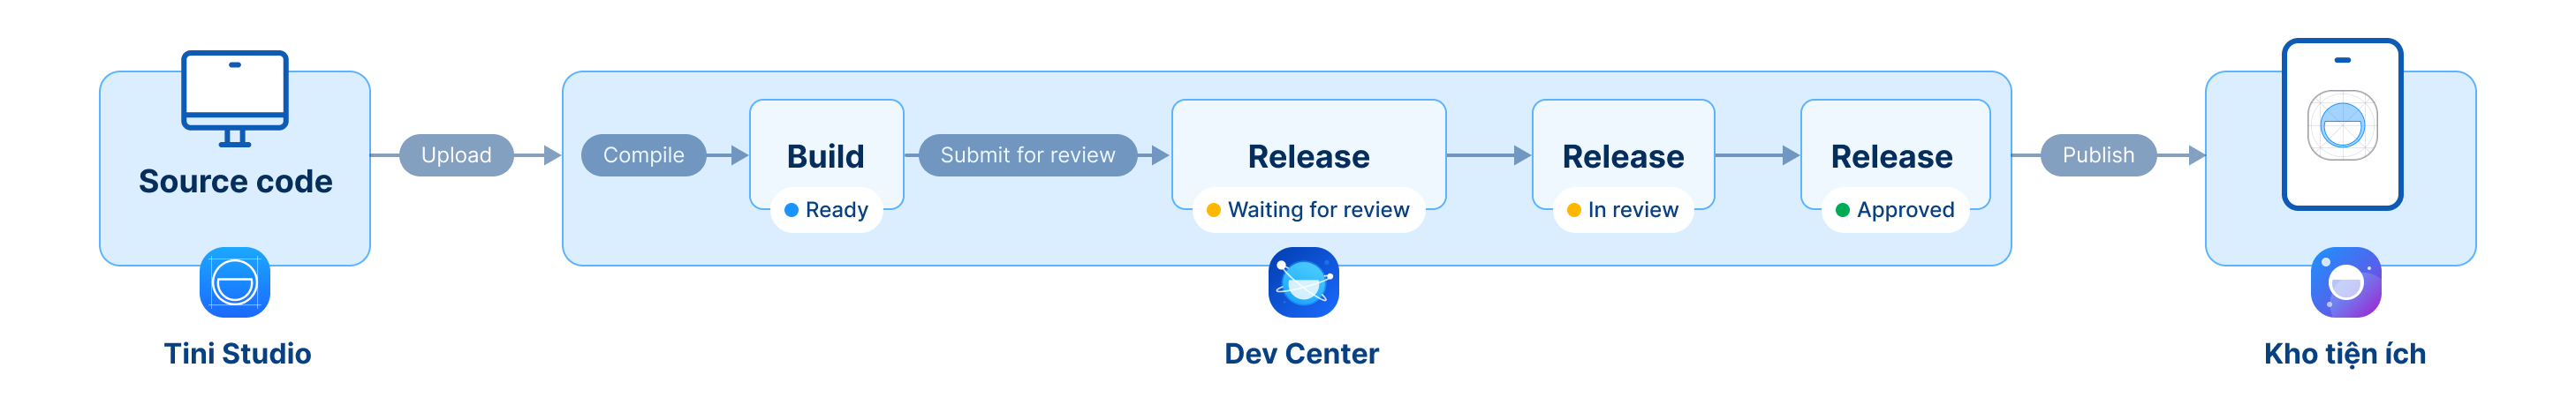 Source code
Tini Studio
Upload
Compile
Build
Ready
Submit for review
Release
Waiting for review
Release
In review
Release
Approved
Dev Center
Publish
Kho tiện ích